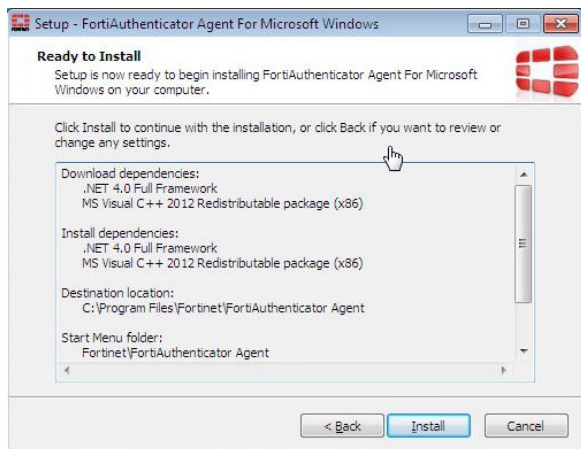 Setup - FortiAuthenticator Agent For Microsoft Windows
Ready to Install
Setup is now ready to begin installing FortiAuthenticator Agent For Microsoft
Windows on your computer.
Click Install to continue with the installation, or click Back if you want to review or
change any settings.
Download dependencies:
.NET 4.0 Full Framework
MS Visual C++ 2012 Redistributable package (x86)
Install dependencies:
.NET 4.0 Full Framework
MS Visual C++ 2012 Redistributable package (x86)
Destination location:
C:\Program Files\Fortinet\FortiAuthenticator Agent
Start Menu folder:
Fortinet\FortiAuthenticator Agent
< Back
Install
Cancel